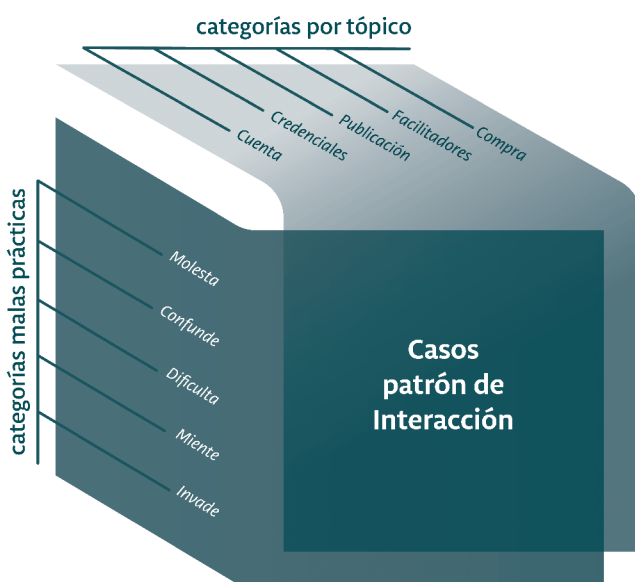 categorías por tópico
Cuenta
Credenciales
Publicación
Facilitadores
Compra
categorías malas prácticas
Molesta
Confunde
Dificulta
Miente
Invade
Casos
patrón de
Interacción